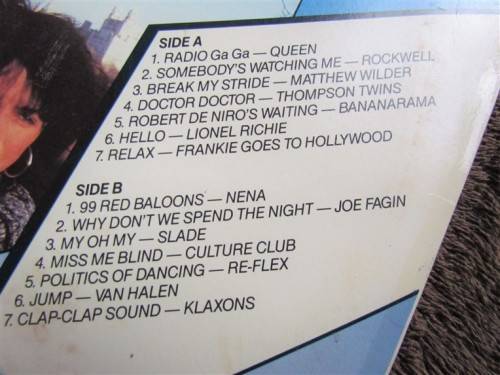 SIDE A
1. RADIO Ga Ga — QUEEN
2. SOMEBODY'S WATCHING ME — ROCKWELL
3. BREAK MY STRIDE — MATTHEW WILDER
4. DOCTOR DOCTOR — THOMPSON TWINS
5. ROBERT DE NIRO'S WAITING — BANANARAMA
6. HELLO — LIONEL RICHIE
7. RELAX — FRANKIE GOES TO HOLLYWOOD
SIDE B
1. 99 RED BALOONS — NENA
2. WHY DON'T WE SPEND THE NIGHT — JOE FAGIN
3. MY OH MY — SLADE
4. MISS ME BLIND — CULTURE CLUB
5. POLITICS OF DANCING — RE-FLEX
6. JUMP — VAN HALEN
7. CLAP-CLAP SOUND — KLAXONS